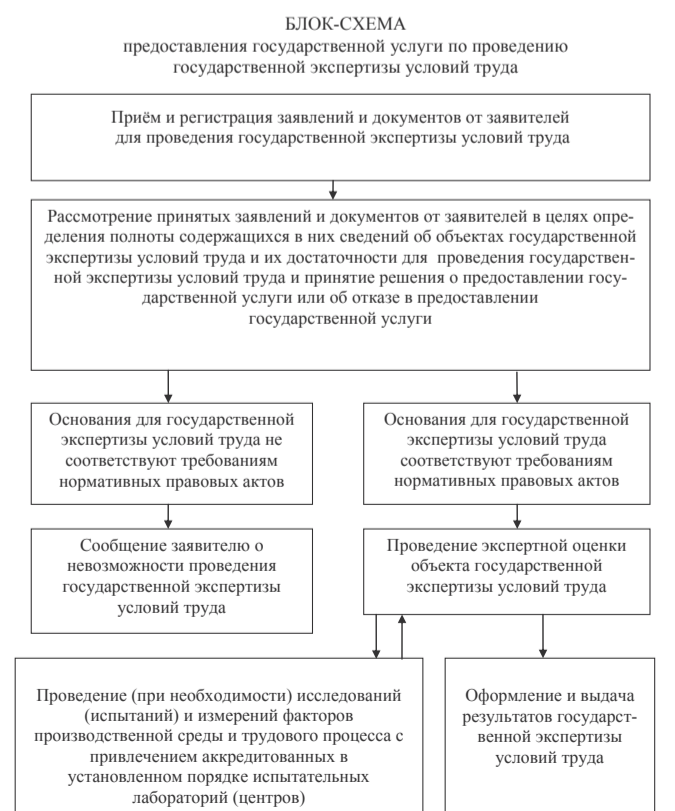 БЛОК-СХЕМА
предоставления государственной услуги по проведению
государственной экспертизы условий труда
Приём и регистрация заявлений и документов от заявителей
для проведения государственной экспертизы условий труда
Рассмотрение принятых заявлений и документов от заявителей в целях опре-
деления полноты содержащихся в них сведений об объектах государственной
экспертизы условий труда и их достаточности для проведения государствен-
ной экспертизы условий труда и принятие решения о предоставлении госу-
дарственной услуги или об отказе в предоставлении
государственной услуги
Основания для государственной
экспертизы условий труда не
соответствуют требованиям
нормативных правовых актов
Основания для государственной
экспертизы условий труда
соответствуют требованиям
нормативных правовых актов
Сообщение заявителю о
невозможности проведения
государственной экспертизы
условий труда
Проведение экспертной оценки
объекта государственной
экспертизы условий труда
Проведение (при необходимости) исследований
(испытаний) и измерений факторов
производственной среды и трудового процесса с
привлечением аккредитованных в
установленном порядке испытательных
лабораторий (центров)
Оформление и выдача
результатов государст-
венной экспертизы
условий труда